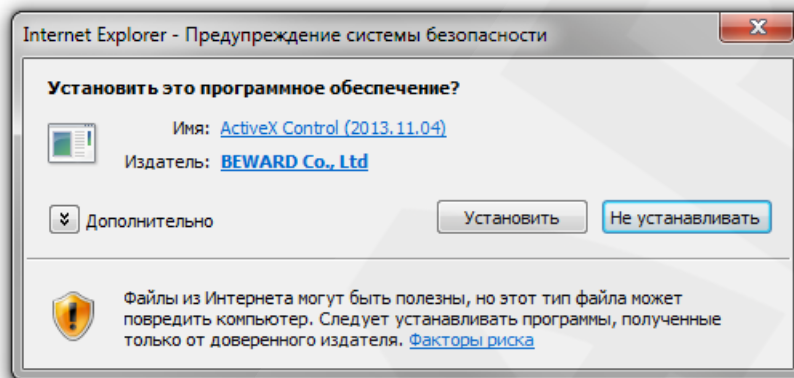 Internet Explorer - Предупреждение системы безопасности
Установить это программное обеспечение?
Имя: ActiveX Control (2013.11.04)
Издатель: BEWARD Co., Ltd
Дополнительно
Установить
Не устанавливать
Файлы из Интернета могут быть полезны, но этот тип файла может
повредить компьютер. Следует устанавливать программы, полученные
только от доверенного издателя. Факторы риска